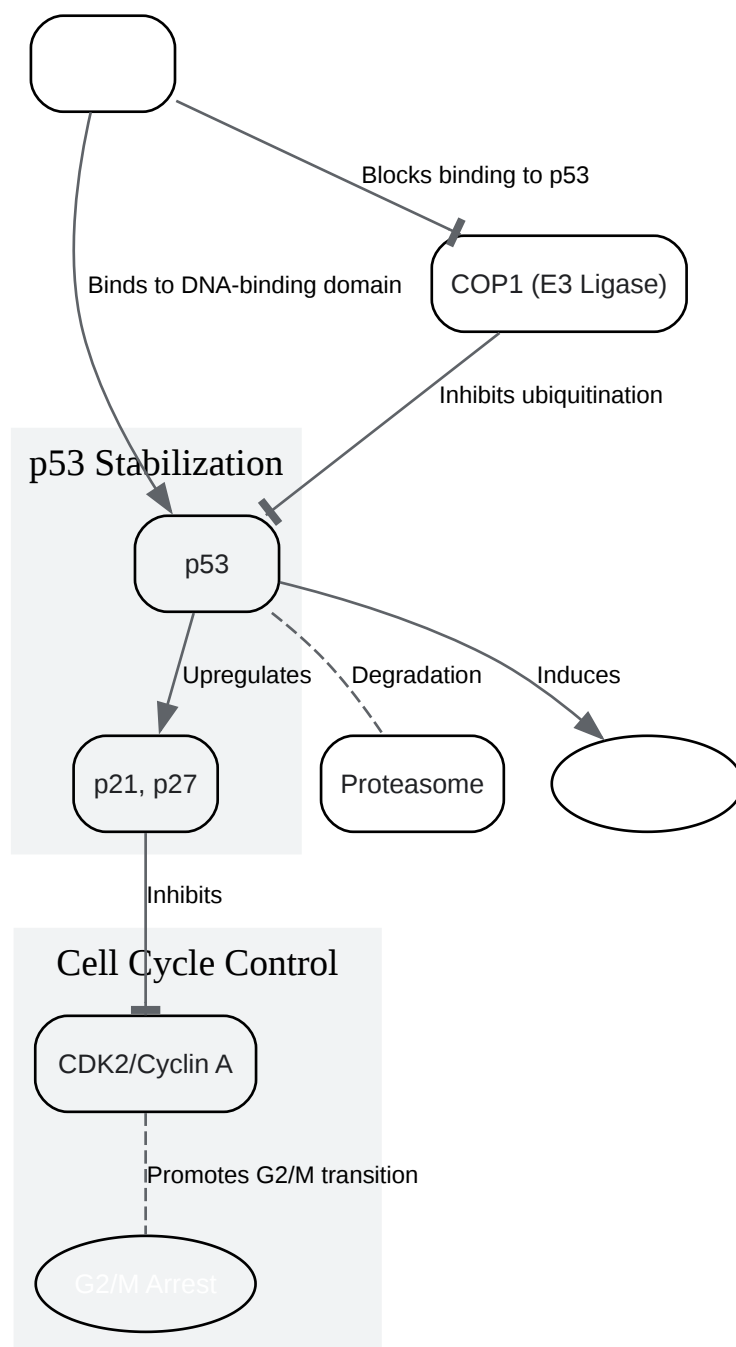 Blocks binding to p53
Binds to DNA-binding domain
COP1 (E3 Ligase)
Inhibits ubiquitination
p53 Stabilization
p53
Upregulates
Degradation
Induces
p21, p27
Proteasome
Inhibits
Cell Cycle Control
CDK2/Cyclin A
Promotes G2/M transition
G2/M Arrest